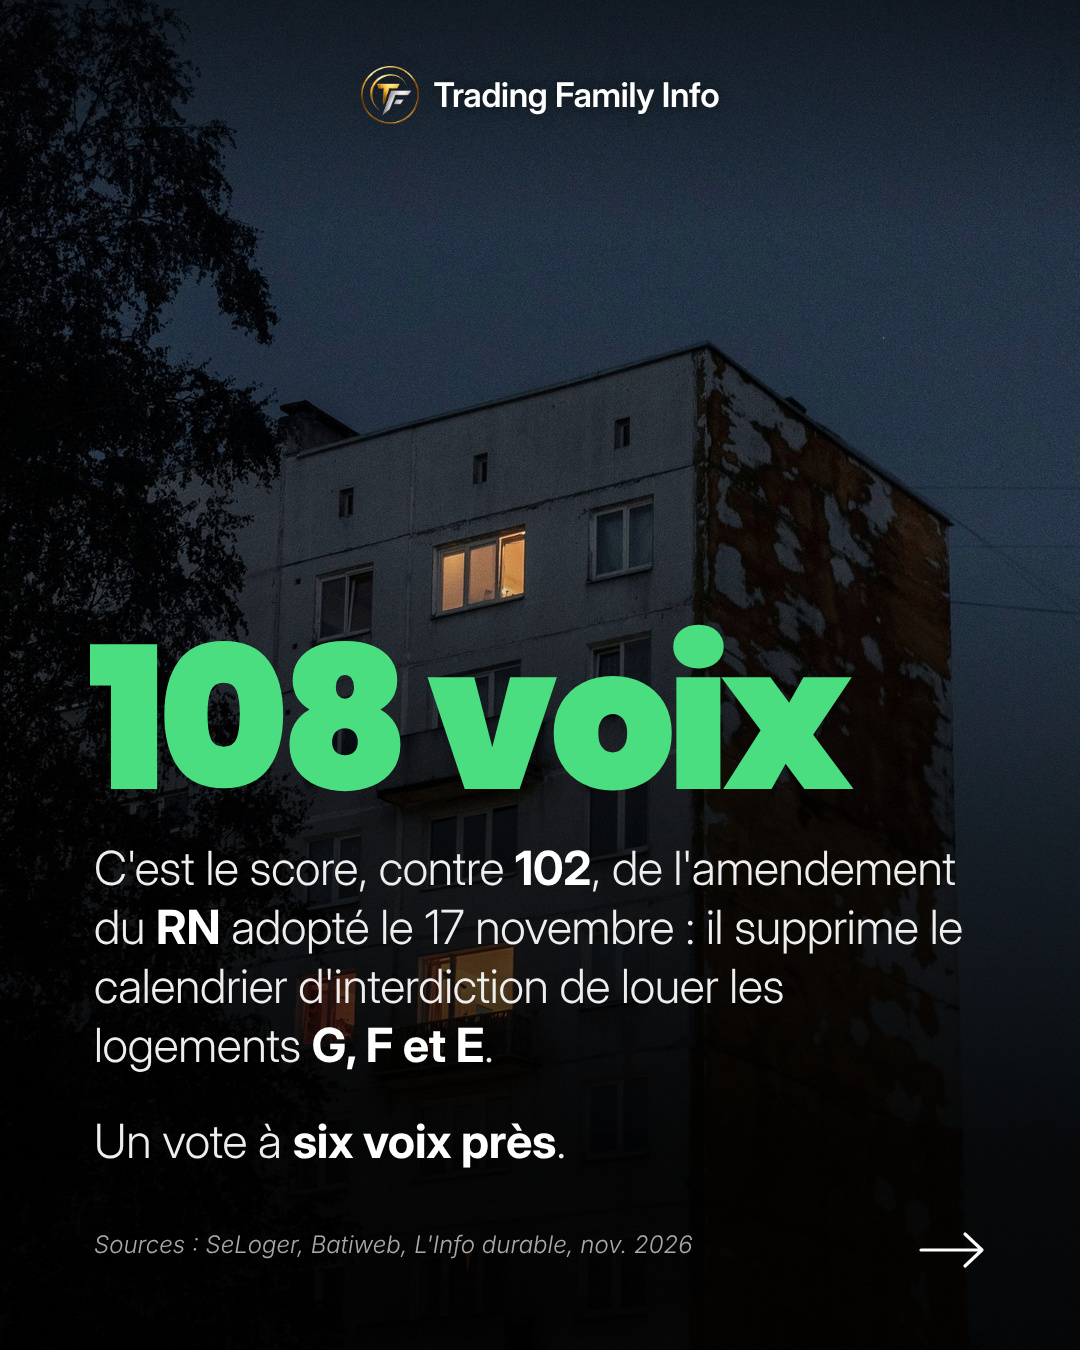 TF Trading Family Info
108 voix
C'est le score, contre 102, de l'amendement
du RN adopté le 17 novembre : il supprime le
calendrier d'interdiction de louer les
logements G, F et E.
Un vote à six voix près.
Sources : SeLoger, Batiweb, L'Info durable, nov. 2026